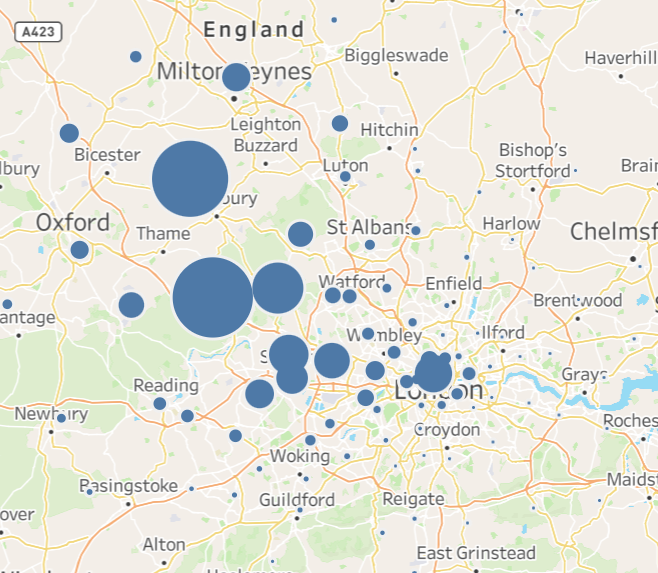 A423
England
Biggleswade
Haverhill
Milton Keynes
Leighton
Buzzard
Hitchin
Bicester
Luton
Bishop's
Stortford
Brain
lbury
bury
Oxford
Thame
St Albans
Harlow
Chelmsf
Watford
Enfield
Brentwood
antage
Wembley
Ilford
S
Reading
London
Grays
Newbury
Croydon
Roches
Woking
Basingstoke
Guildford
Reigate
Maids
over
Alton
East Grinstead